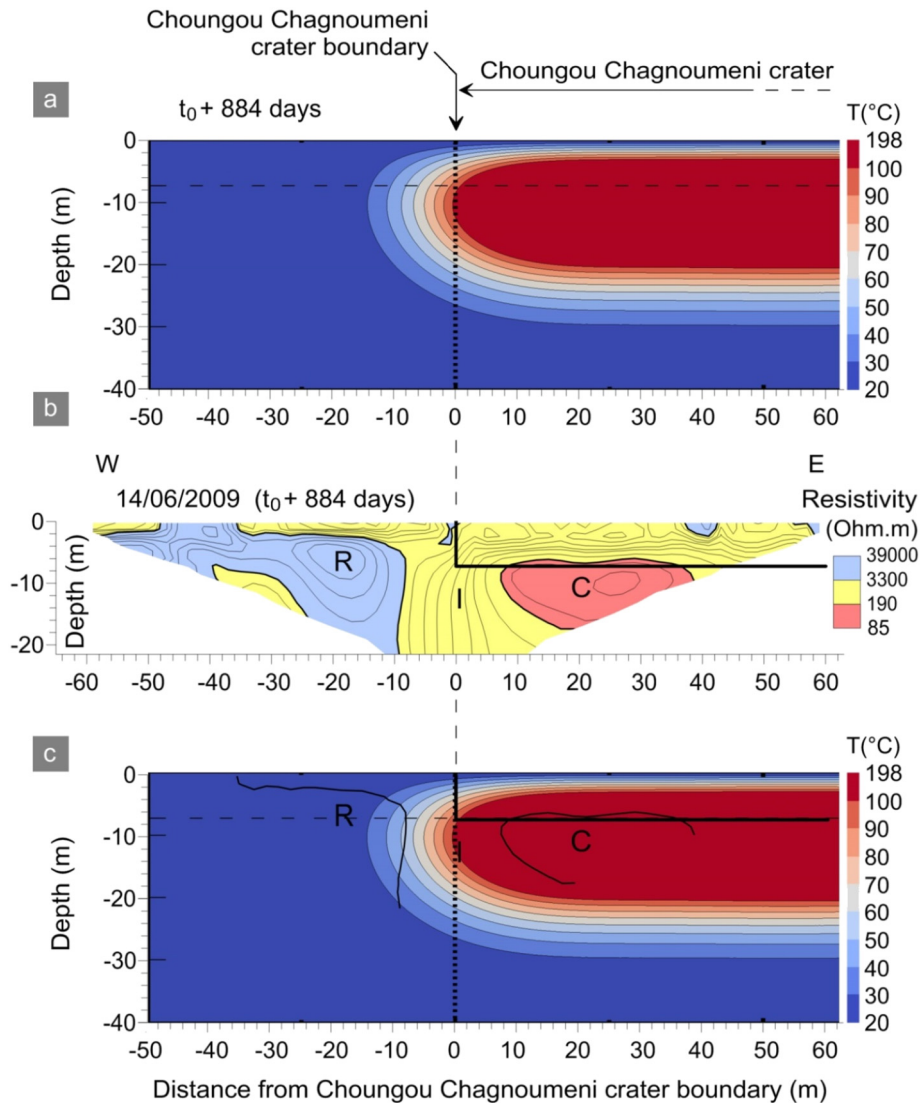 Choungou Chagnoumeni
crater boundary
Choungou Chagnoumeni crater
a
t0 + 884 days
T(°C)
Depth (m)
0
-10
-20
-30
-40
198
100
90
80
70
60
50
40
30
20
-50 -40 -30 -20 -10 0 10 20 30 40 50 60
b
W
E
14/06/2009 (t0 + 884 days)
Resistivity
(Ohm.m)
Depth (m)
0
-10
-20
R
I
C
39000
3300
190
85
-60 -50 -40 -30 -20 -10 0 10 20 30 40 50 60
c
T(°C)
Depth (m)
0
-10
-20
-30
-40
R
I
C
198
100
90
80
70
60
50
40
30
20
-50 -40 -30 -20 -10 0 10 20 30 40 50 60
Distance from Choungou Chagnoumeni crater boundary (m)